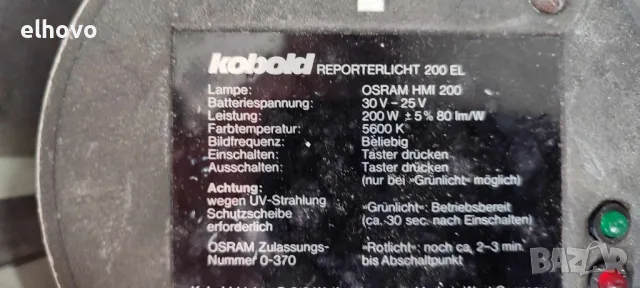 elhovo
kobold REPORTERLICHT 200 EL
Lampe: OSRAM HMI 200
Batteriespannung: 30 V – 25 V
Leistung: 200 W ± 5 % 80 lm/W
Farbtemperatur: 5600 K
Bildfrequenz: Beliebig
Einschalten: Taster drücken
Ausschalten: Taster drücken
(nur bei »Grünlicht« möglich)
Achtung:
wegen UV-Strahlung
Schutzscheibe
erforderlich
»Grünlicht«: Betriebsbereit
(ca. 30 sec. nach Einschalten)
OSRAM Zulassungs-
Nummer 0-370
»Rotlicht«: noch ca. 2–3 min.
bis Abschaltpunkt
bazar.bg